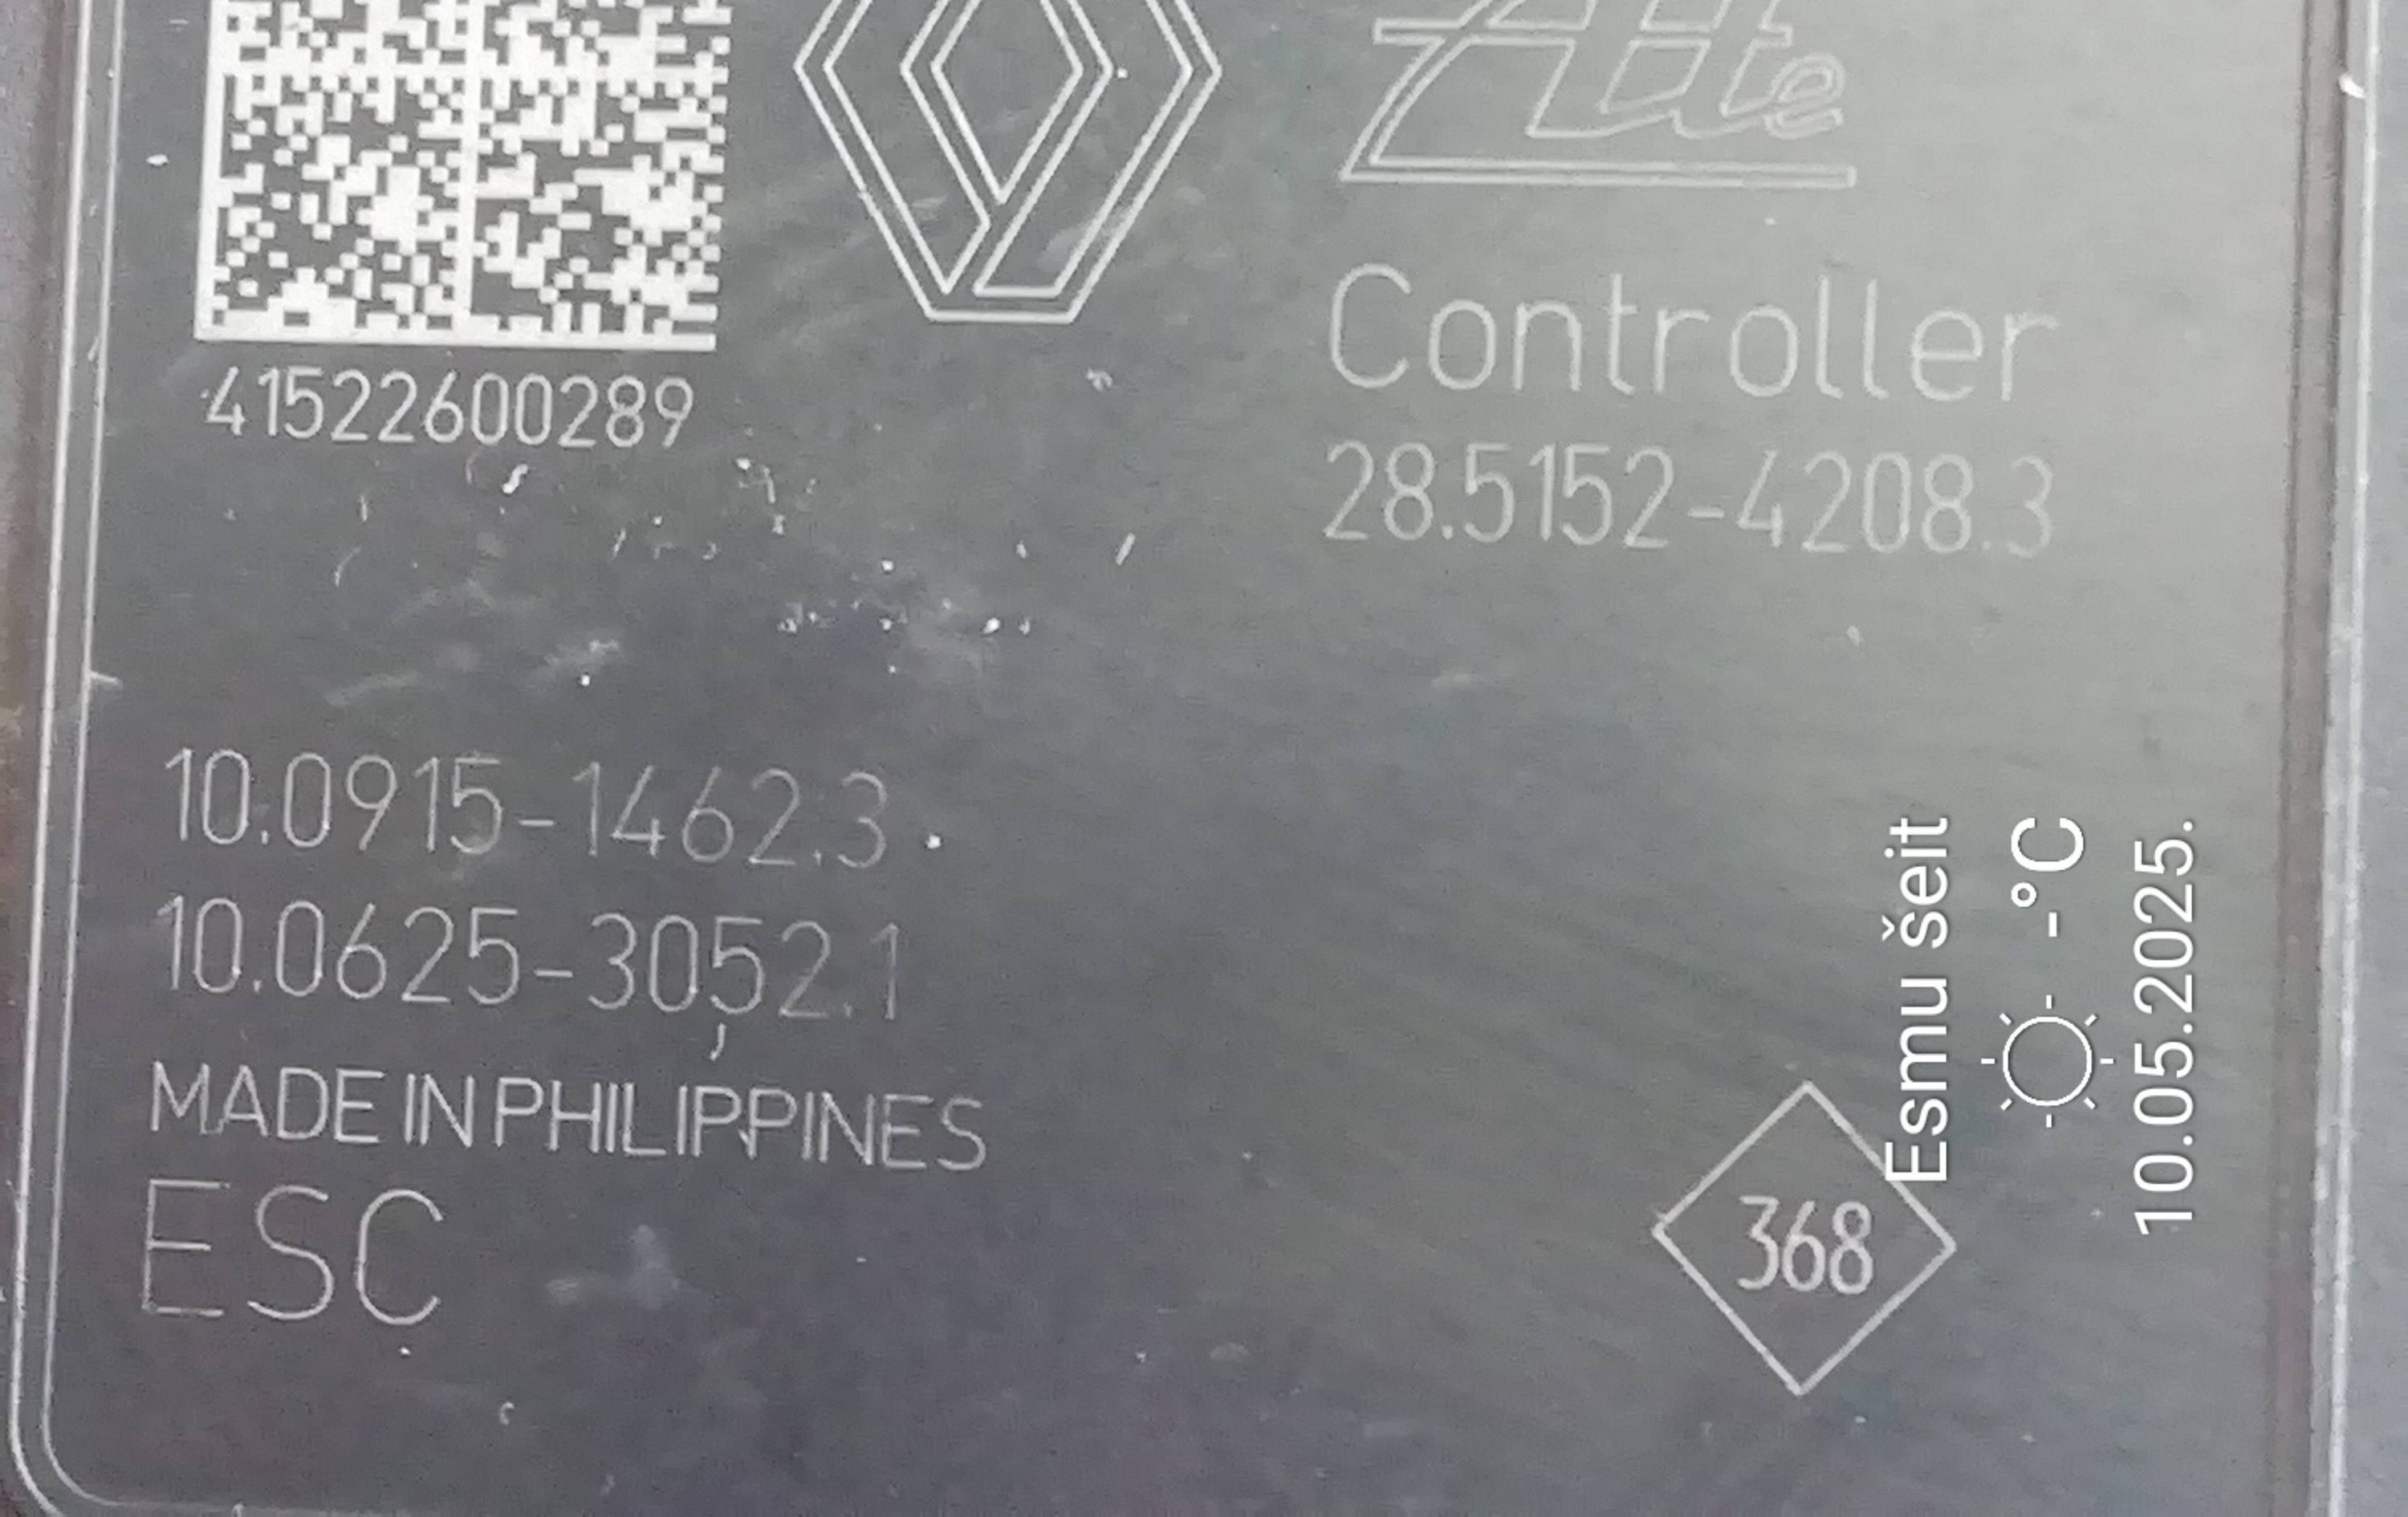 Ate
41522600289
Controller
28.5152-4208.3
10.0915-1462.3
10.0625-3052.1
MADE IN PHILIPPINES
ESC
368
Esmu šeit
-°C
10.05.2025.